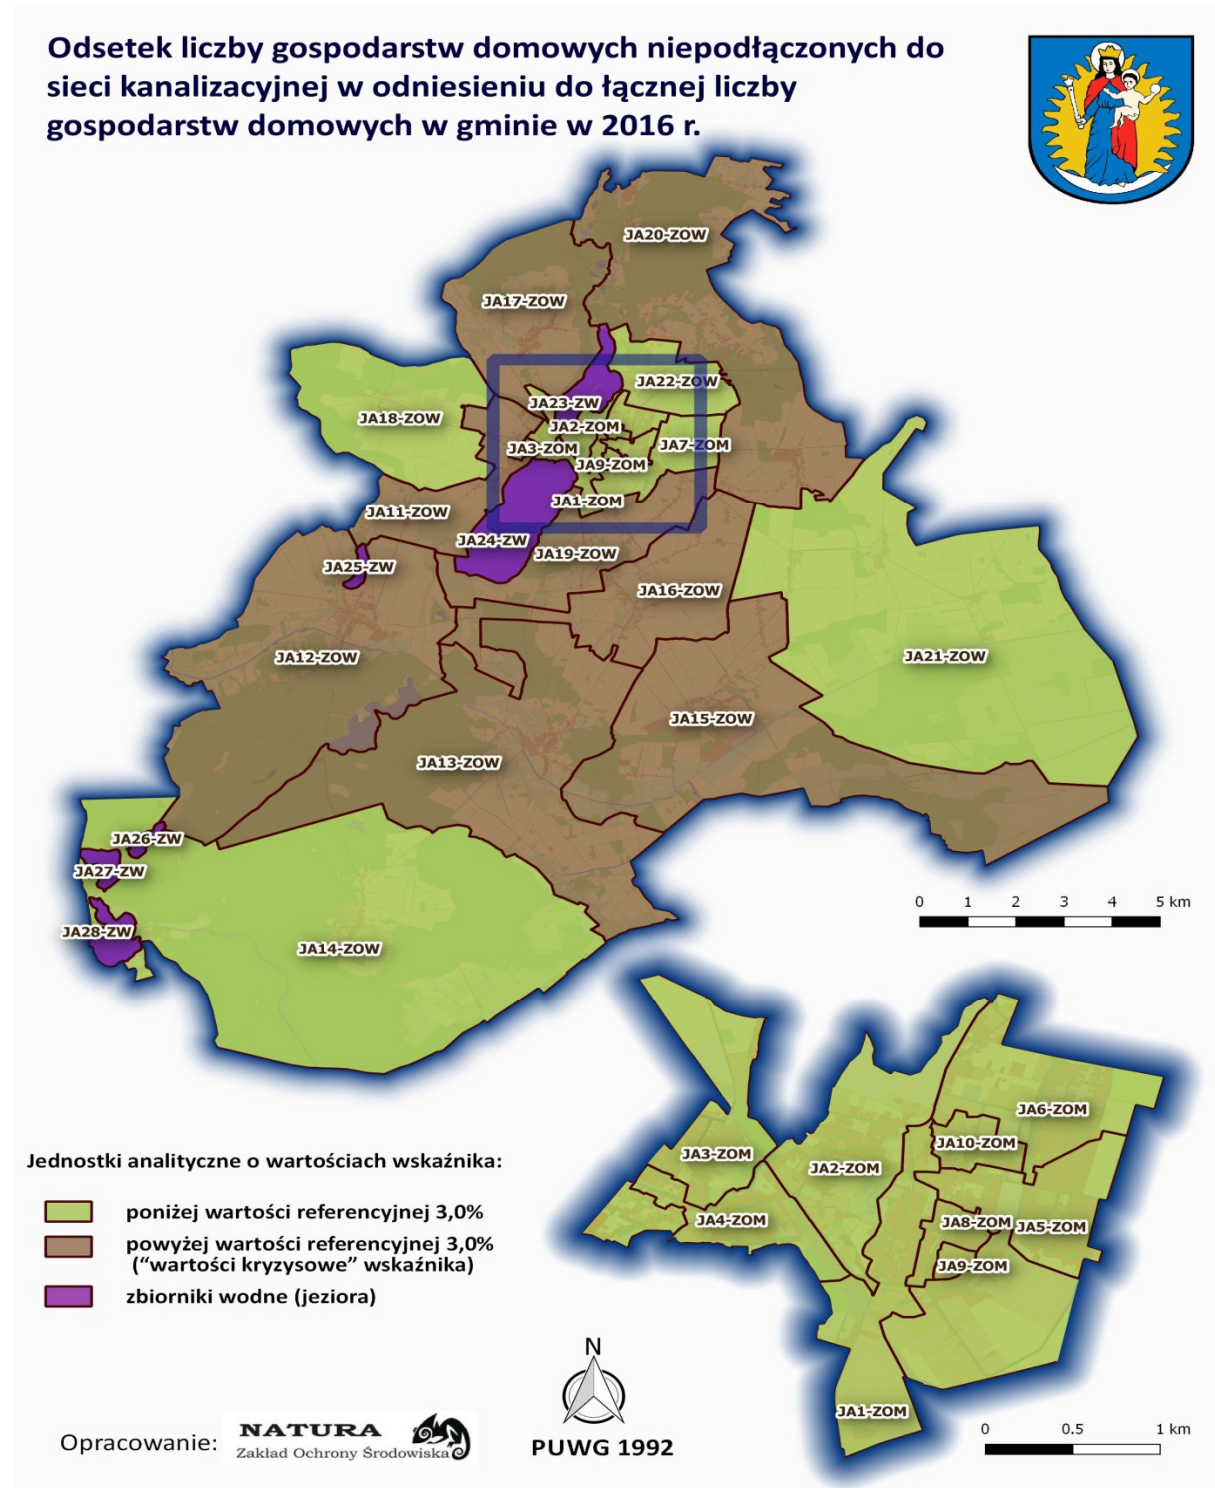 Odsetek liczby gospodarstw domowych niepodłączonych do
sieci kanalizacyjnej w odniesieniu do łącznej liczby
gospodarstw domowych w gminie w 2016 r.
JA20-ZOW
JA17-ZOW
JA22-ZOW
JA23-ZW
JA18-ZOW
JA2-ZOM
JA3-ZOM
JA7-ZOM
JA9-ZOM
JA1-ZOM
JA11-ZOW
JA24-ZW
JA19-ZOW
JA25-ZW
JA16-ZOW
JA12-ZOW
JA21-ZOW
JA15-ZOW
JA13-ZOW
JA26-ZW
JA27-ZW
JA28-ZW
JA14-ZOW
0 1 2 3 4 5 km
JA6-ZOM
JA10-ZOM
JA3-ZOM
JA2-ZOM
JA4-ZOM
JA8-ZOM
JA5-ZOM
JA9-ZOM
JA1-ZOM
0 0.5 1 km
Jednostki analityczne o wartościach wskaźnika:
poniżej wartości referencyjnej 3,0%
powyżej wartości referencyjnej 3,0%
(“wartości kryzysowe” wskaźnika)
zbiorniki wodne (jeziora)
N
PUWG 1992
Opracowanie:
NATURA
Zakład Ochrony Środowiska